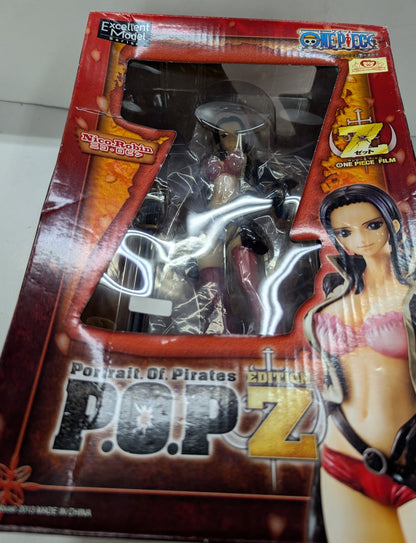 Excellent
Model
ONE PIECE
Nico・Robin
ニコ・ロビン
Z
ゼット
ONE PIECE FILM
Portrait. Of. Pirates
EDITION
P.O.P Z
2013 MADE IN CHINA